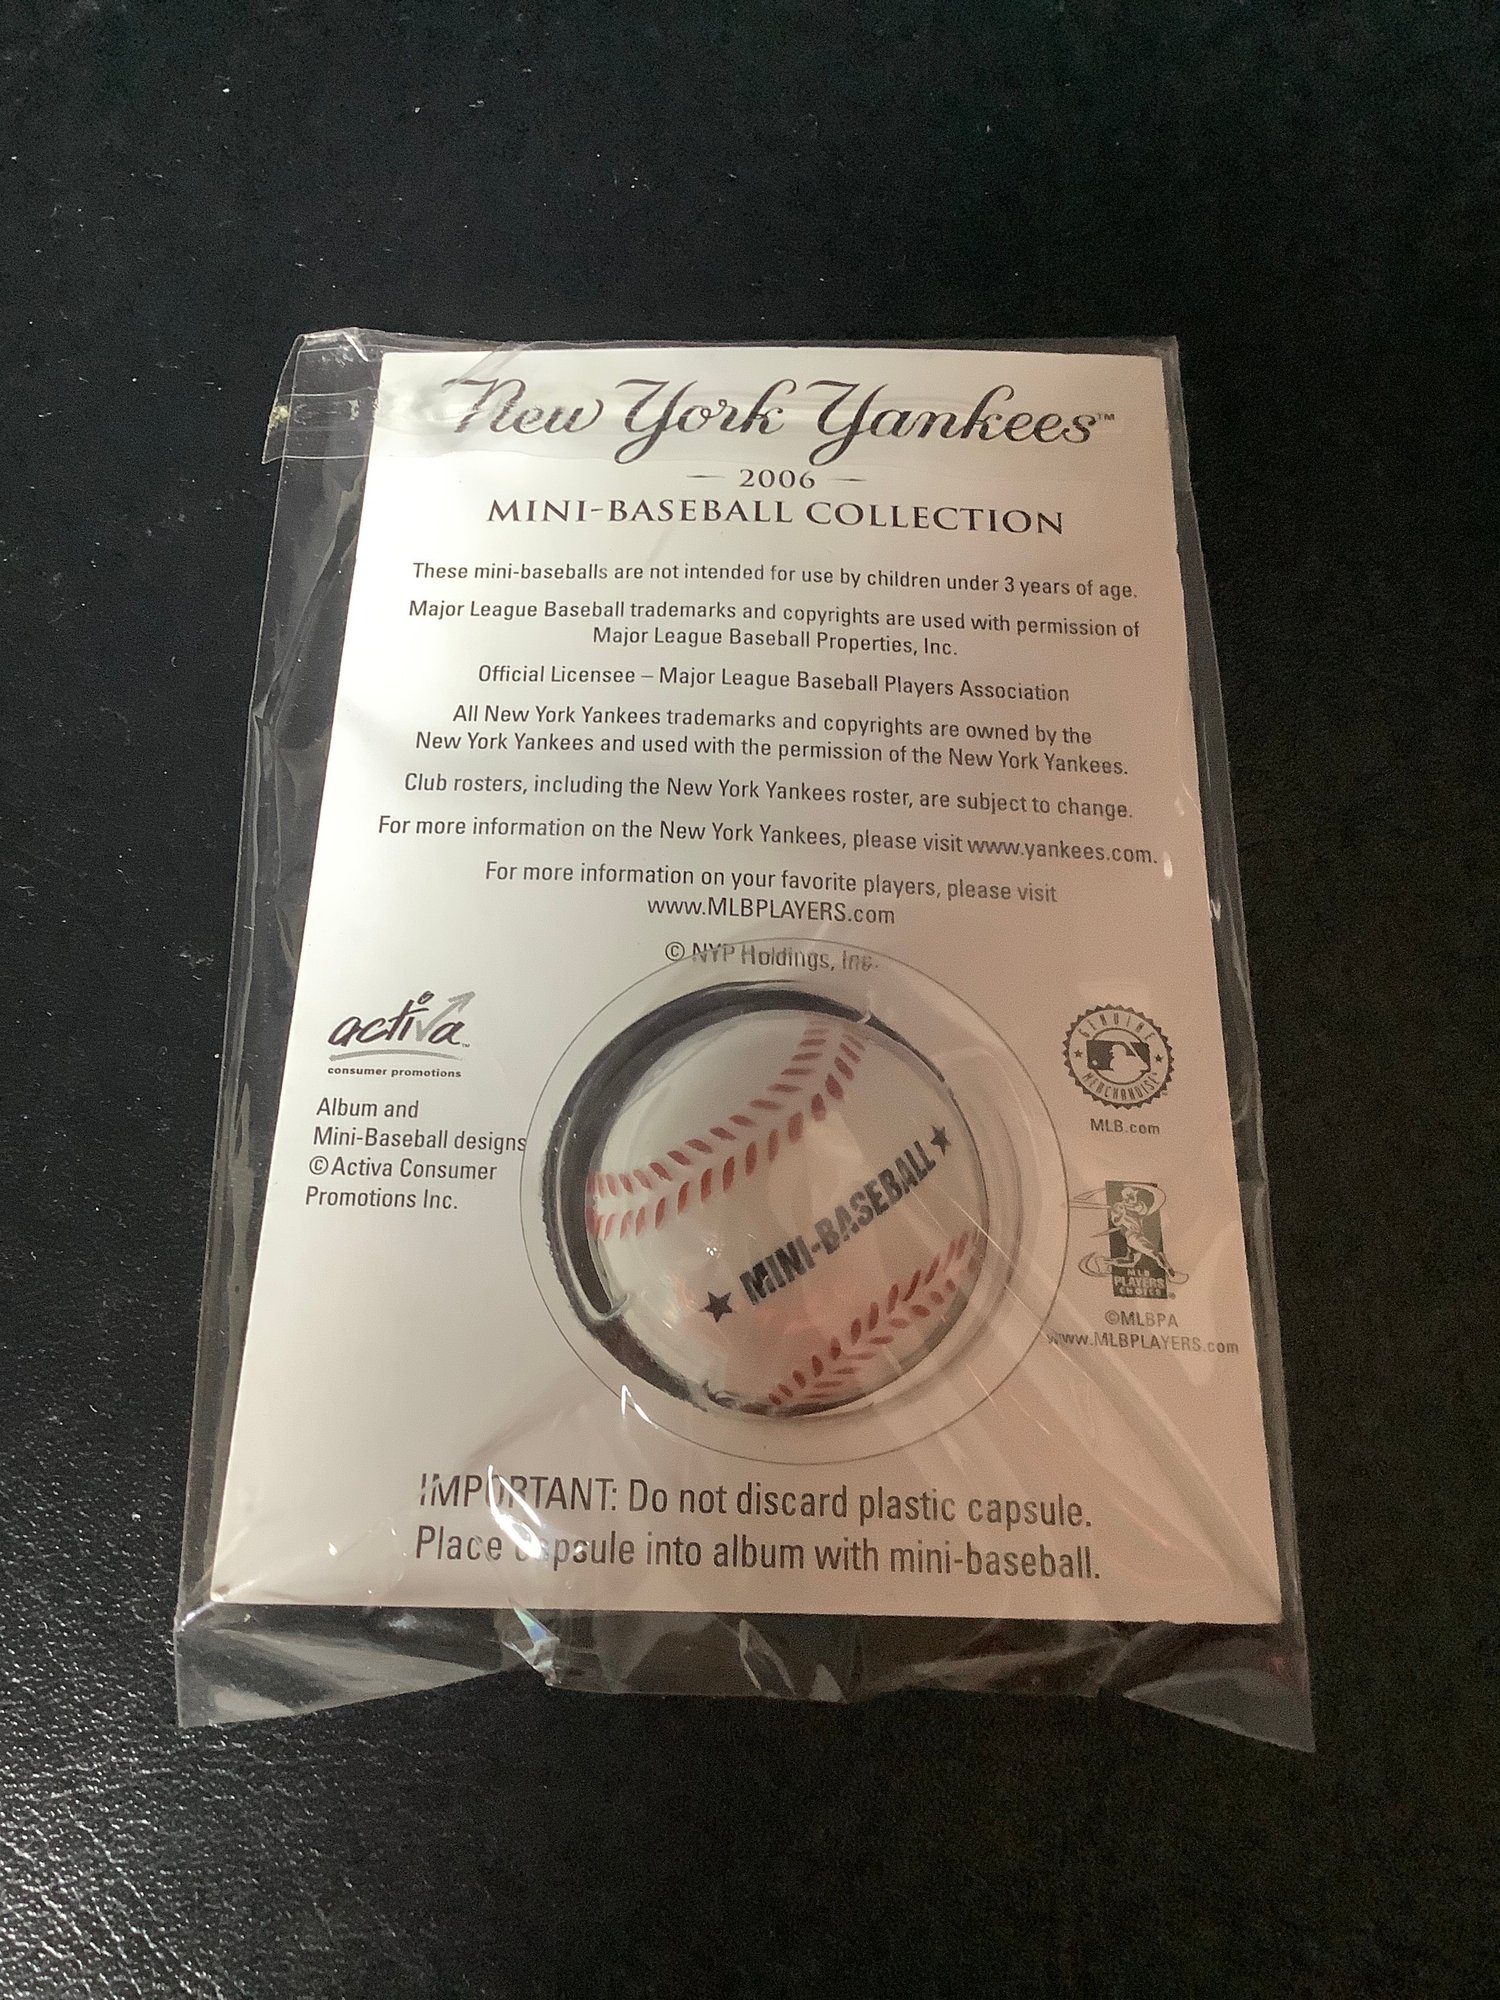 New York Yankees™
— 2006 —
MINI-BASEBALL COLLECTION
These mini-baseballs are not intended for use by children under 3 years of age.
Major League Baseball trademarks and copyrights are used with permission of
Major League Baseball Properties, Inc.
Official Licensee – Major League Baseball Players Association
All New York Yankees trademarks and copyrights are owned by the
New York Yankees and used with the permission of the New York Yankees.
Club rosters, including the New York Yankees roster, are subject to change.
For more information on the New York Yankees, please visit www.yankees.com.
For more information on your favorite players, please visit
www.MLBPLAYERS.com
© NYP Holdings, Inc.
activa™
consumer promotions
Album and
Mini-Baseball designs
©Activa Consumer
Promotions Inc.
★ MINI-BASEBALL ★
GENUINE
MERCHANDISE
MLB.com
MLB
PLAYERS
CHOICE
©MLBPA
www.MLBPLAYERS.com
IMPORTANT: Do not discard plastic capsule.
Place capsule into album with mini-baseball.